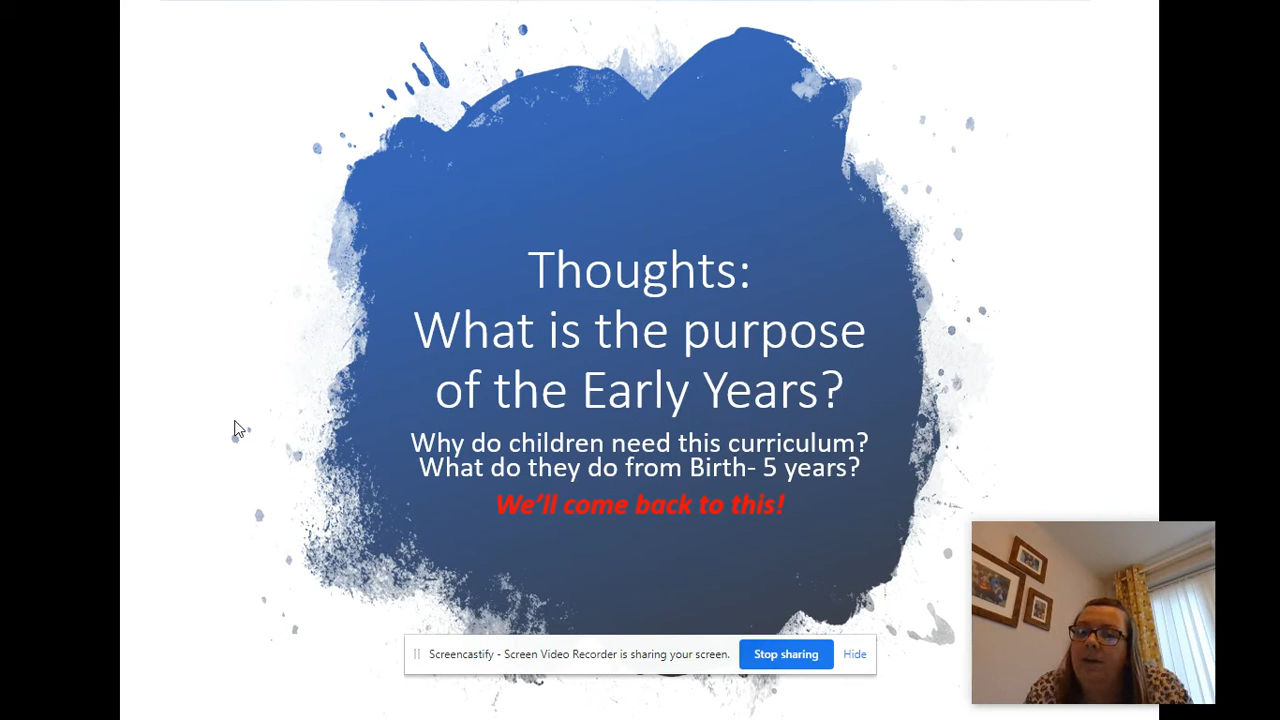 Thoughts:
What is the purpose
of the Early Years?
Why do children need this curriculum?
What do they do from Birth- 5 years?
We'll come back to this!
Screencastify - Screen Video Recorder is sharing your screen.
Stop sharing
Hide